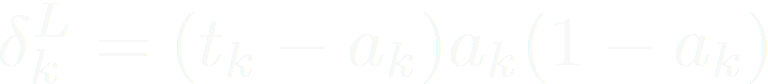 δ_k^L = (t_k − a_k)a_k(1 − a_k)